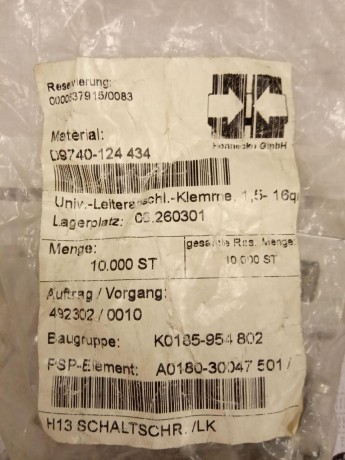 Reservierung:
0000837915/0083
Hennecke GmbH
Material:
D9740-124 434
Univ.-Leiteranschl.-Klemme, 1,5- 16q
Lagerplatz: 03.260301
Menge:
10.000 ST
gesamte Res. Menge:
10.000 ST
Auftrag / Vorgang:
492302 / 0010
Baugruppe: K0185-954 802
PSP-Element: A0180-30047 501 /
H13 SCHALTSCHR. /LK